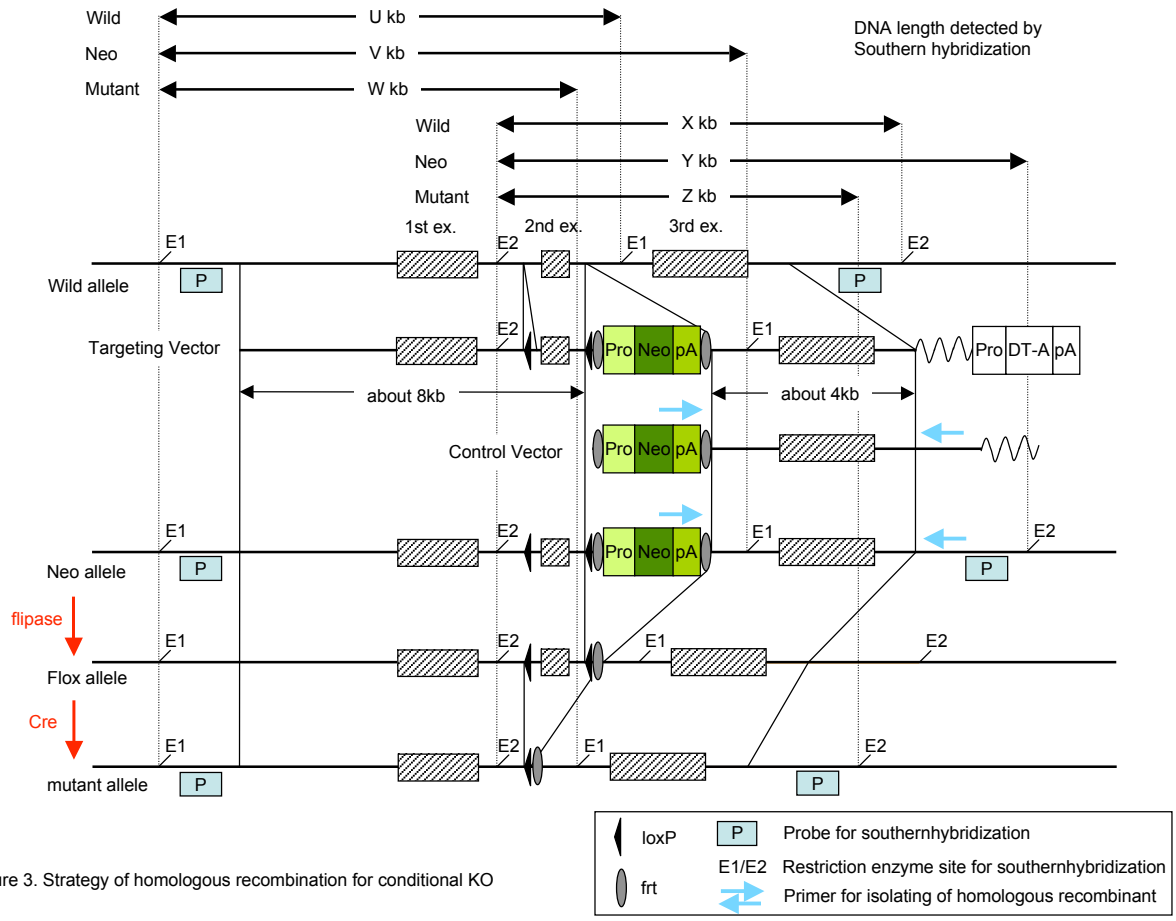 Wild
U kb
DNA length detected by
Southern hybridization
Neo
V kb
Mutant
W kb
Wild
X kb
Neo
Y kb
Mutant
Z kb
1st ex.
2nd ex.
3rd ex.
E1
E2
E1
E2
P
P
Wild allele
Targeting Vector
E2
Pro
Neo
pA
E1
Pro
DT-A
pA
about 8kb
about 4kb
Control Vector
Pro
Neo
pA
E1
E2
Pro
Neo
pA
E1
E2
P
P
Neo allele
flipase
E1
E2
E1
E2
Flox allele
Cre
E1
E2
E1
E2
P
P
mutant allele
loxP
P
Probe for southernhybridization
E1/E2
Restriction enzyme site for southernhybridization
frt
Primer for isolating of homologous recombinant
ure 3. Strategy of homologous recombination for conditional KO